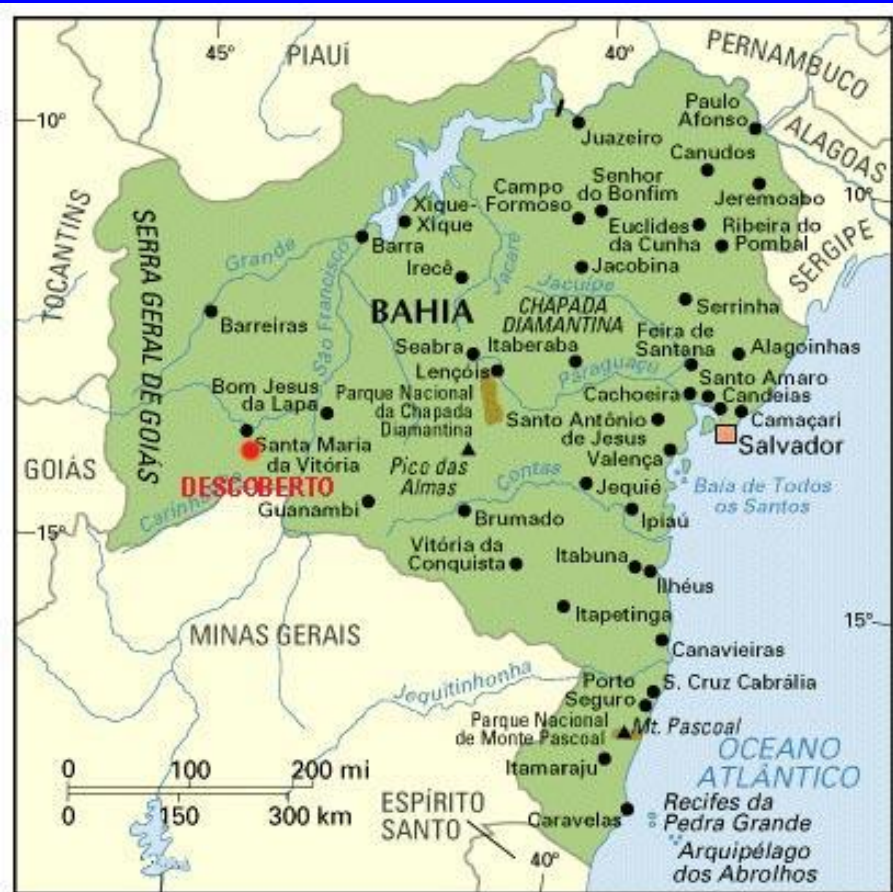 45°
PIAUÍ
40°
PERNAMBUCO
10°
Paulo
Afonso
ALAGOAS
Juazeiro
Canudos
Senhor
do Bonfim
Campo
Formoso
Jeremoabo
10°
Xique-
Xique
Euclides
da Cunha
Ribeira do
Pombal
SERGIPE
TOCANTINS
SERRA GERAL DE GOIÁS
Grande
Barra
São Francisco
Irecê
Jacaré
Jacobina
Jacuípe
BAHIA
CHAPADA
DIAMANTINA
Serrinha
Barreiras
Feira de
Santana
Alagoinhas
Seabra
Itaberaba
Lençóis
Paraguaçu
Santo Amaro
Cachoeira
Candeias
Bom Jesus
da Lapa
Parque Nacional
da Chapada
Diamantina
Santo Antônio
de Jesus
Camaçari
Salvador
Santa Maria
da Vitória
GOIÁS
Pico das
Almas
Valença
DESCOBERTO
Contas
Jequié
Baia de Todos
os Santos
Guanambi
Brumado
Ipiaú
15°
Vitória da
Conquista
Itabuna
Ilhéus
Itapetinga
15°
MINAS GERAIS
Canavieiras
Jequitinhonha
Porto
Seguro
S. Cruz Cabrália
Parque Nacional
de Monte Pascoal
Mt. Pascoal
OCEANO
ATLÂNTICO
Itamaraju
0 100 200 mi
0 150 300 km
ESPÍRITO
SANTO
Caravelas
Recifes da
Pedra Grande
Arquipélago
dos Abrolhos
40°